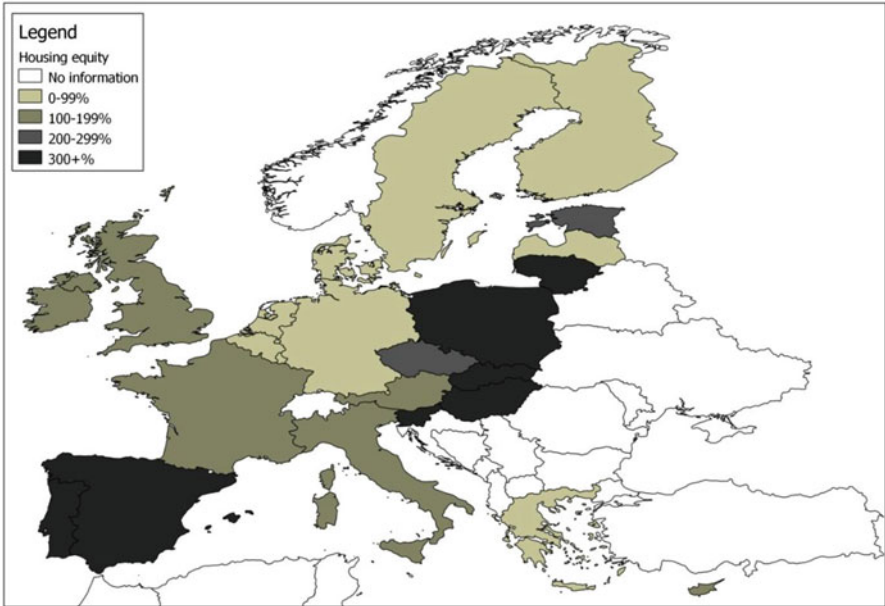 Legend
Housing equity
No information
0-99%
100-199%
200-299%
300+%